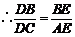 ∴ DB/DC = BE/AE